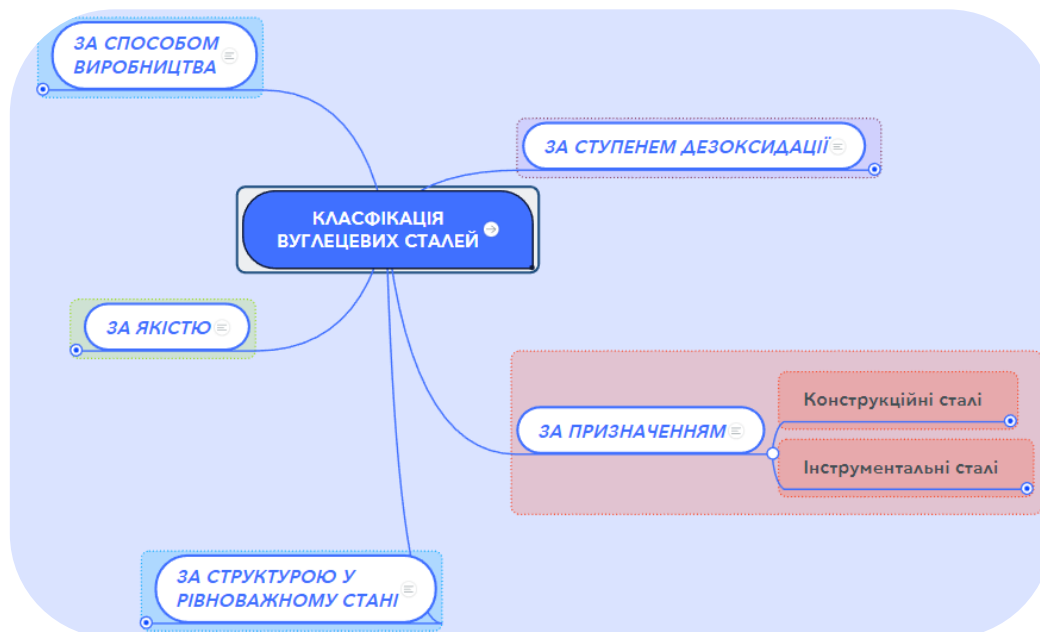 ЗА СПОСОБОМ
ВИРОБНИЦТВА
ЗА СТУПЕНЕМ ДЕЗОКСИДАЦІЇ
КЛАСФІКАЦІЯ
ВУГЛЕЦЕВИХ СТАЛЕЙ
ЗА ЯКІСТЮ
ЗА ПРИЗНАЧЕННЯМ
Конструкційні сталі
Інструментальні сталі
ЗА СТРУКТУРОЮ У
РІВНОВАЖНОМУ СТАНІ